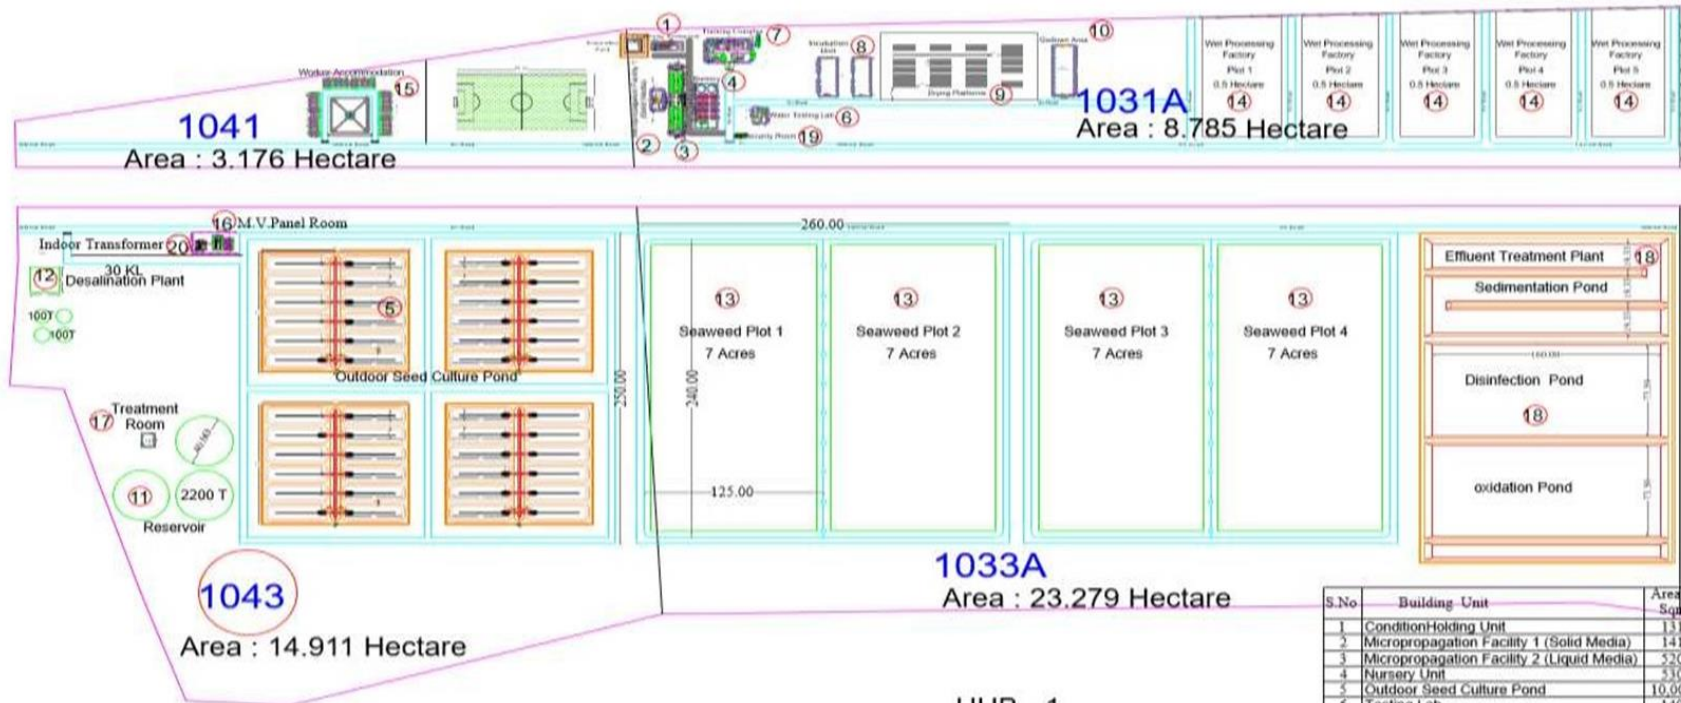 1
7
10
8
Wet Processing Factory Plot 1 0.5 Hectare 14
Wet Processing Factory Plot 2 0.5 Hectare 14
Wet Processing Factory Plot 3 0.5 Hectare 14
Wet Processing Factory Plot 4 0.5 Hectare 14
Wet Processing Factory Plot 5 0.5 Hectare 14
Worker Accommodation
15
4
Drying Platforms 9
1041
Area : 3.176 Hectare
1031A
Area : 8.785 Hectare
Water Testing Lab 6
Security Room 19
2
3
16 M.V.Panel Room
260.00
Indoor Transformer 20
30 KL
12 Desalination Plant
100T
100T
5
Outdoor Seed Culture Pond
250.00
240.00
125.00
13
Seaweed Plot 1
7 Acres
13
Seaweed Plot 2
7 Acres
13
Seaweed Plot 3
7 Acres
13
Seaweed Plot 4
7 Acres
Effluent Treatment Plant 18
Sedimentation Pond
160.00
Disinfection Pond
18
oxidation Pond
17 Treatment
Room
11
2200 T
Reservoir
1043
Area : 14.911 Hectare
1033A
Area : 23.279 Hectare
S.No Building Unit Area
1 ConditionHolding Unit
2 Micropropagation Facility 1 (Solid Media)
3 Micropropagation Facility 2 (Liquid Media)
4 Nursery Unit
5 Outdoor Seed Culture Pond